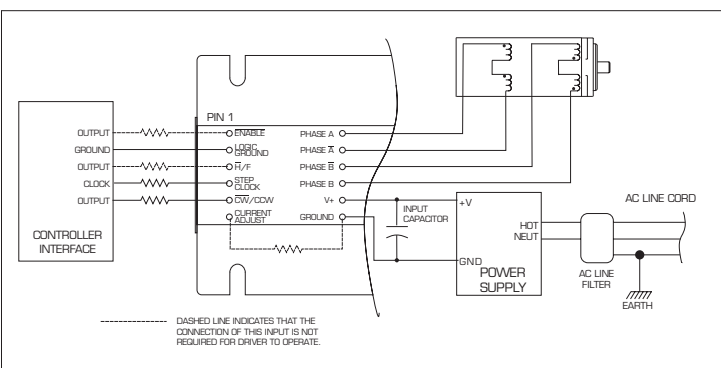 PIN 1
OUTPUT
GROUND
OUTPUT
CLOCK
OUTPUT
CONTROLLER
INTERFACE
E̅N̅A̅B̅L̅E̅
LOGIC
GROUND
H̅/F
STEP
CLOCK
C̅W̅/CCW
CURRENT
ADJUST
PHASE A
PHASE A̅
PHASE B̅
PHASE B
V+
GROUND
INPUT
CAPACITOR
+V
GND
POWER
SUPPLY
HOT
NEUT
AC LINE CORD
AC LINE
FILTER
EARTH
DASHED LINE INDICATES THAT THE
CONNECTION OF THIS INPUT IS NOT
REQUIRED FOR DRIVER TO OPERATE.